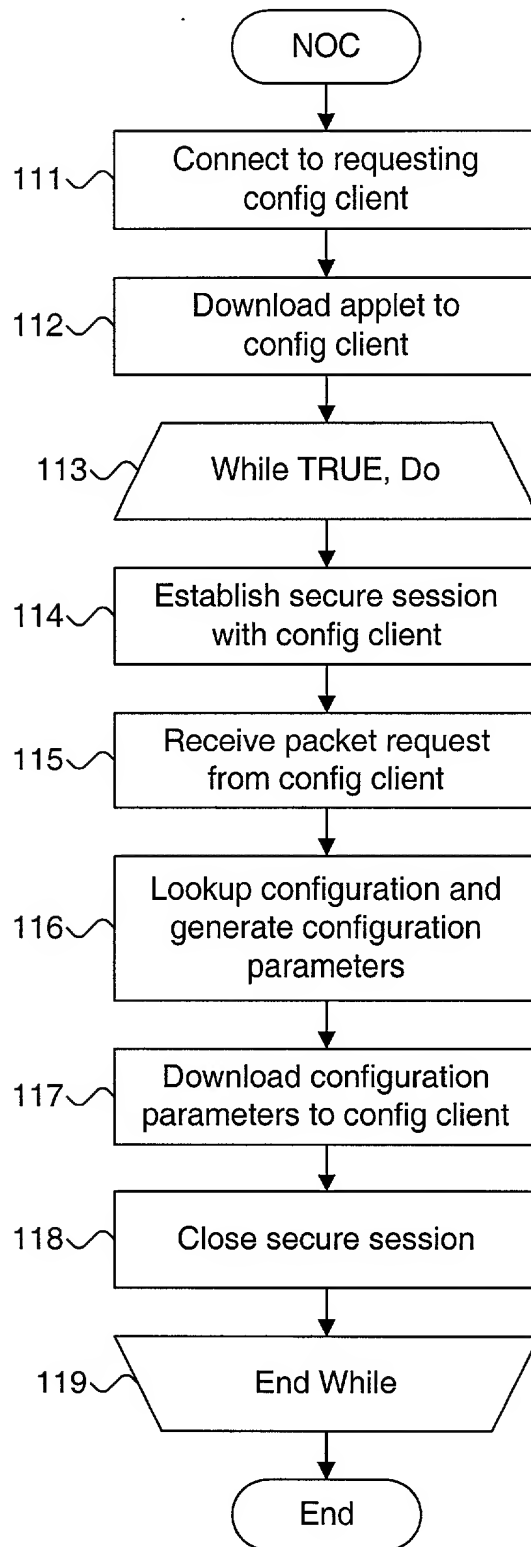 NOC
111
Connect to requesting
config client
112
Download applet to
config client
113
While TRUE, Do
114
Establish secure session
with config client
115
Receive packet request
from config client
116
Lookup configuration and
generate configuration
parameters
117
Download configuration
parameters to config client
118
Close secure session
119
End While
End